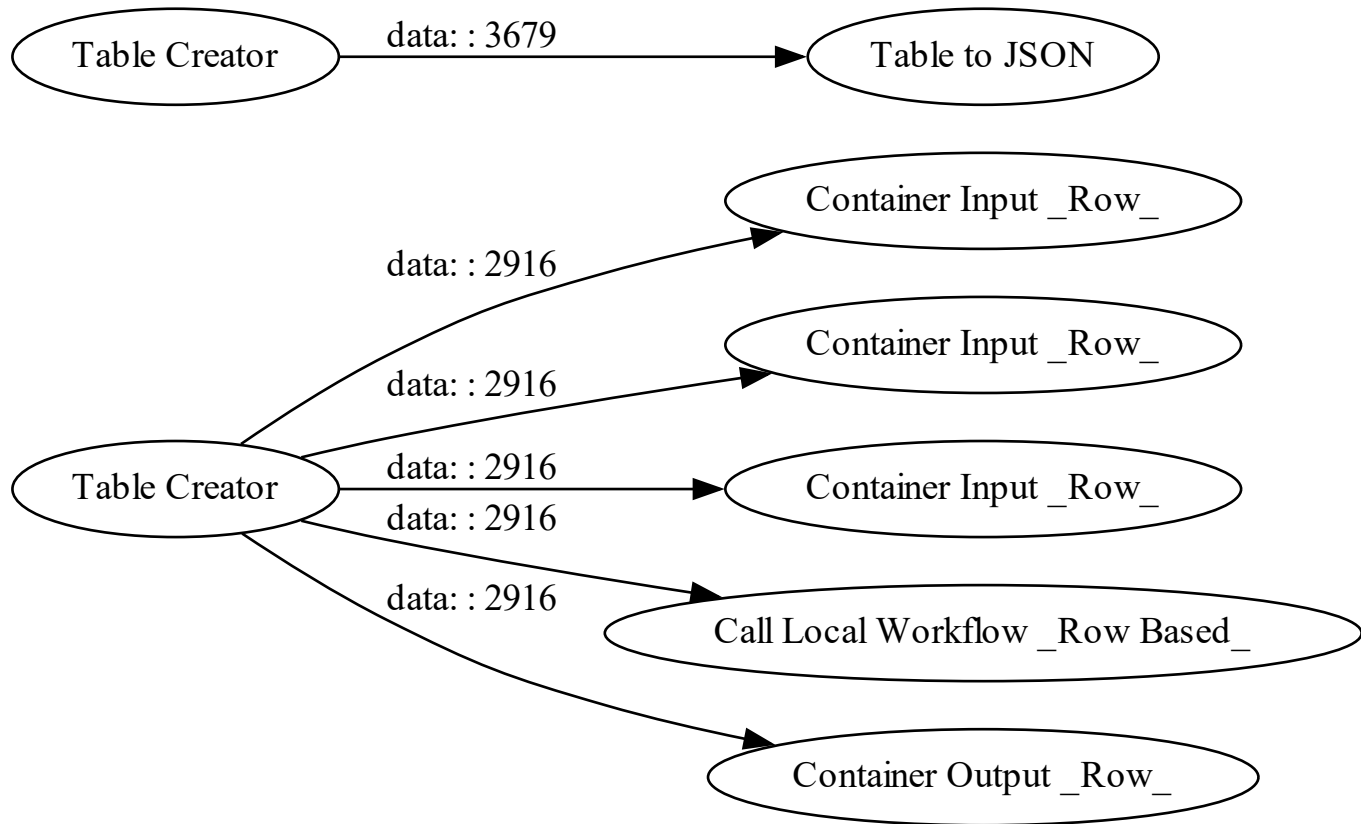 Table Creator
data: : 3679
Table to JSON
Container Input _Row_
data: : 2916
Container Input _Row_
data: : 2916
Table Creator
data: : 2916
Container Input _Row_
data: : 2916
Call Local Workflow _Row Based_
data: : 2916
Container Output _Row_